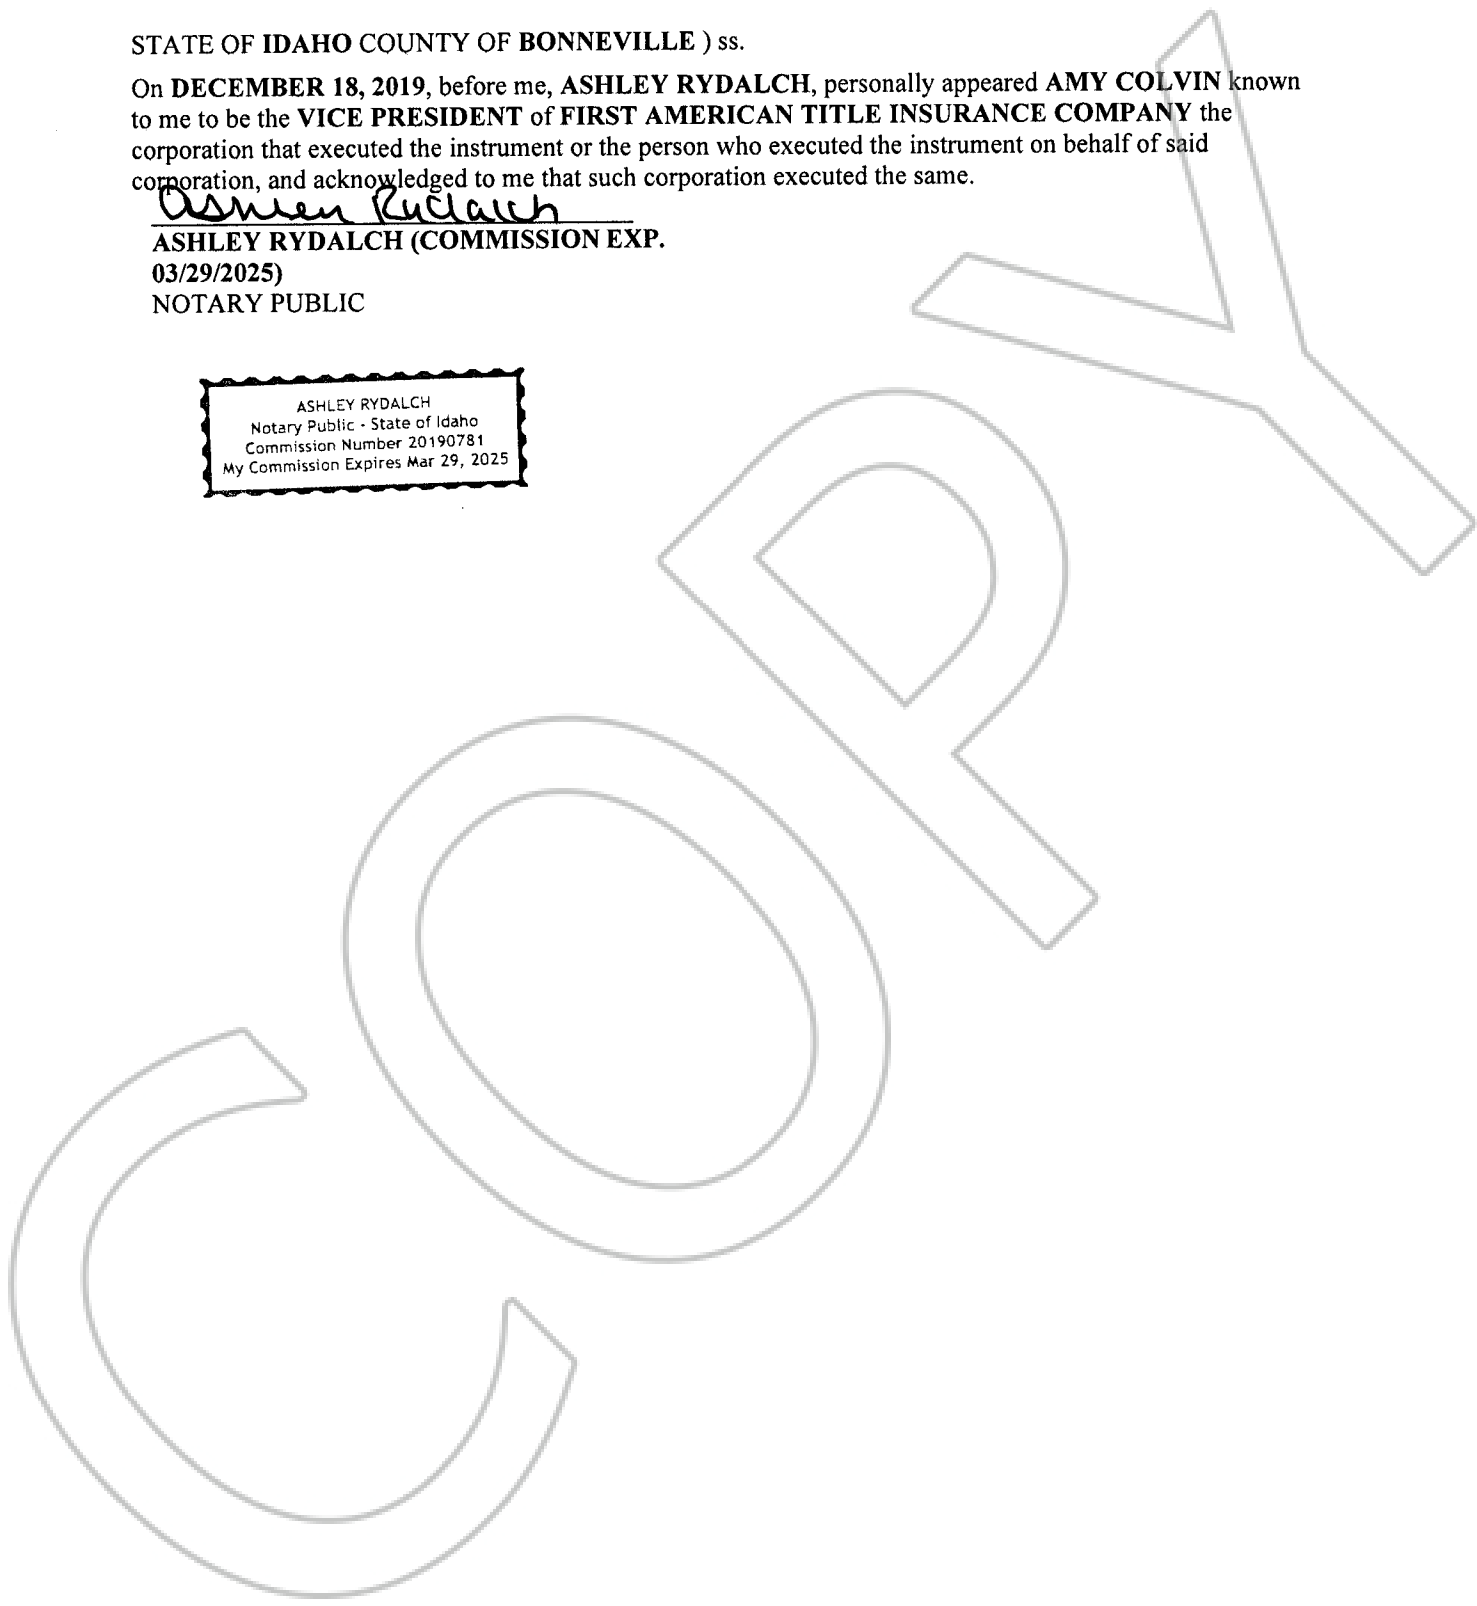 STATE OF IDAHO COUNTY OF BONNEVILLE ) ss.
On DECEMBER 18, 2019, before me, ASHLEY RYDALCH, personally appeared AMY COLVIN known
to me to be the VICE PRESIDENT of FIRST AMERICAN TITLE INSURANCE COMPANY the
corporation that executed the instrument or the person who executed the instrument on behalf of said
corporation, and acknowledged to me that such corporation executed the same.
Ashley Rydalch
ASHLEY RYDALCH (COMMISSION EXP.
03/29/2025)
NOTARY PUBLIC
ASHLEY RYDALCH
Notary Public - State of Idaho
Commission Number 20190781
My Commission Expires Mar 29, 2025
COPY